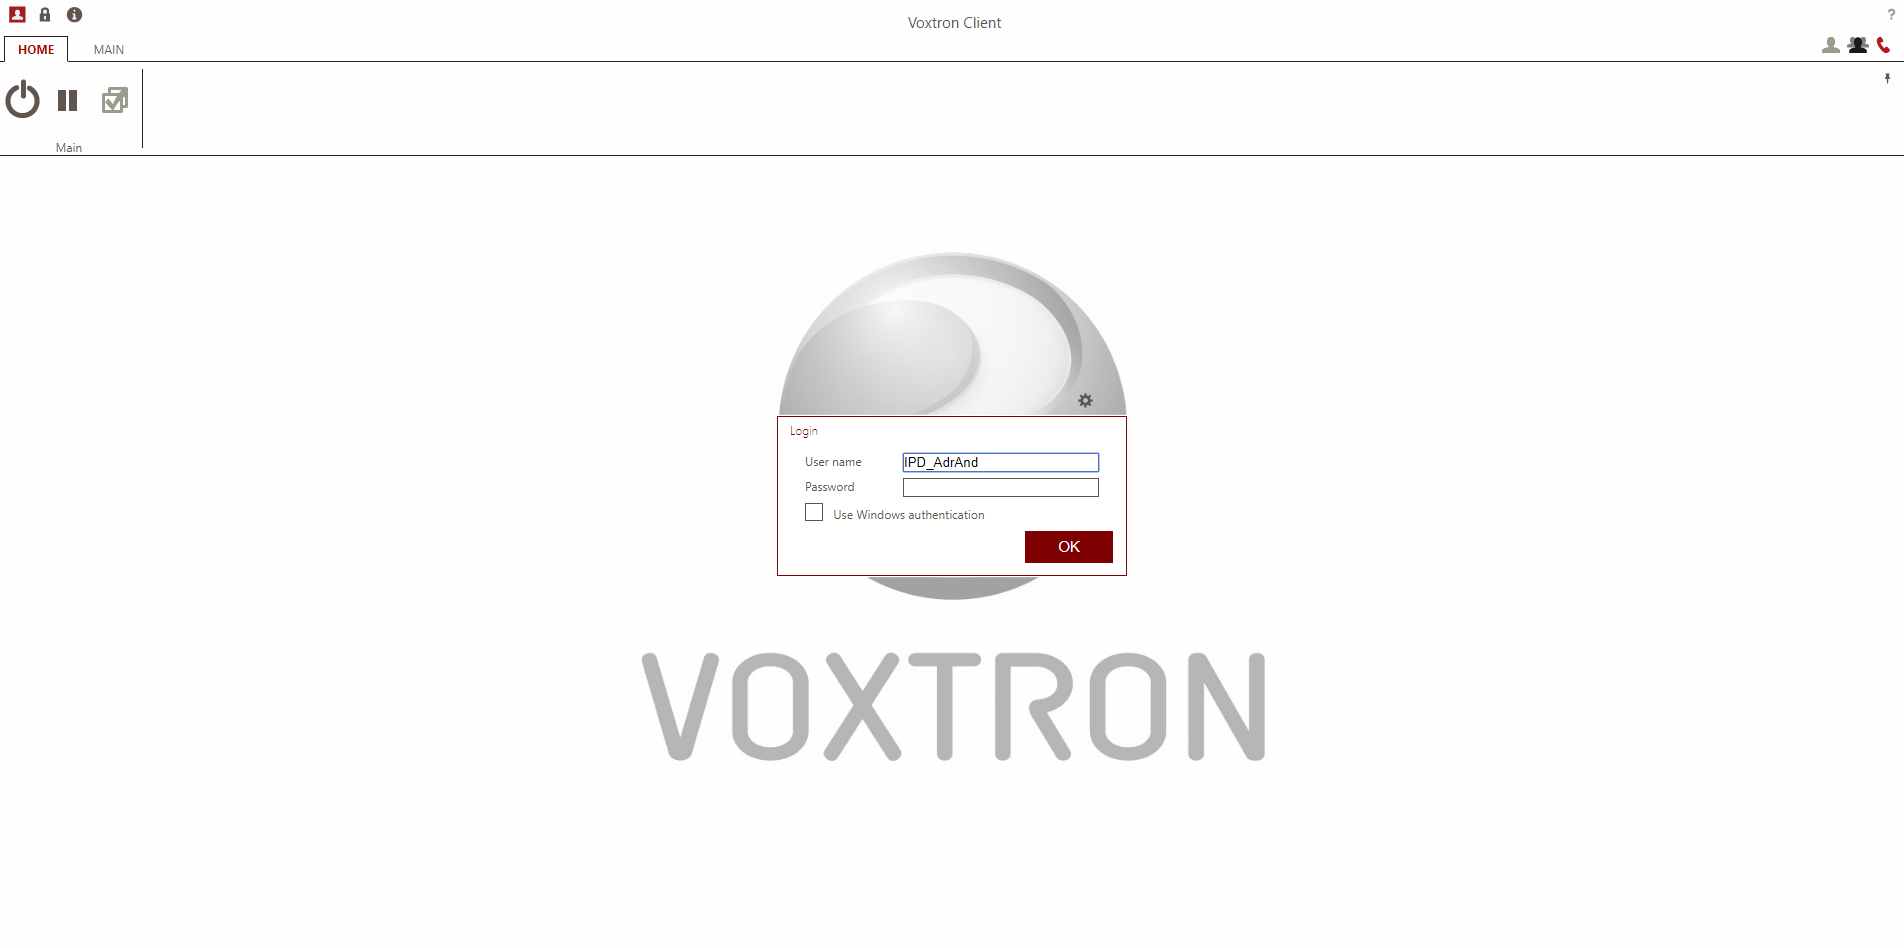 Voxtron Client
?
HOME MAIN
Main
Login
User name IPD_AdrAnd
Password
Use Windows authentication
OK
VOXTRON